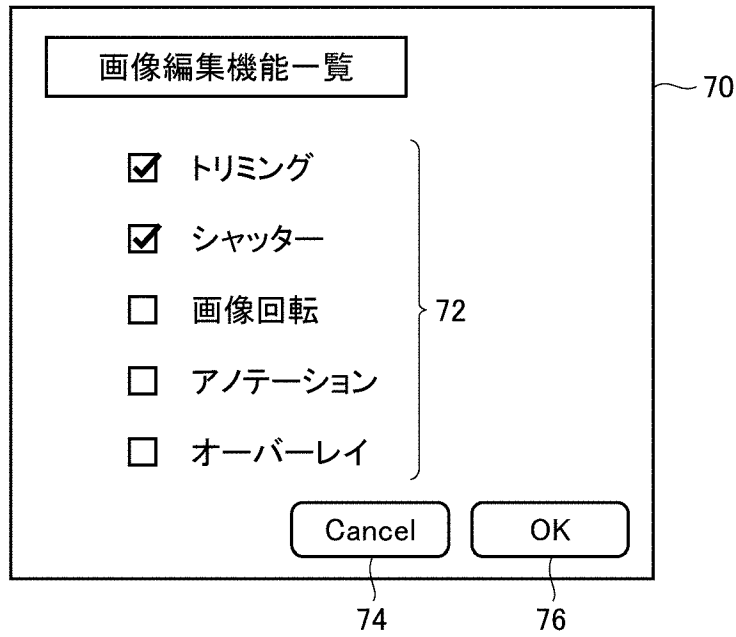 画像編集機能一覧
70
トリミング
シャッター
画像回転
72
アノテーション
オーバーレイ
Cancel
OK
74
76